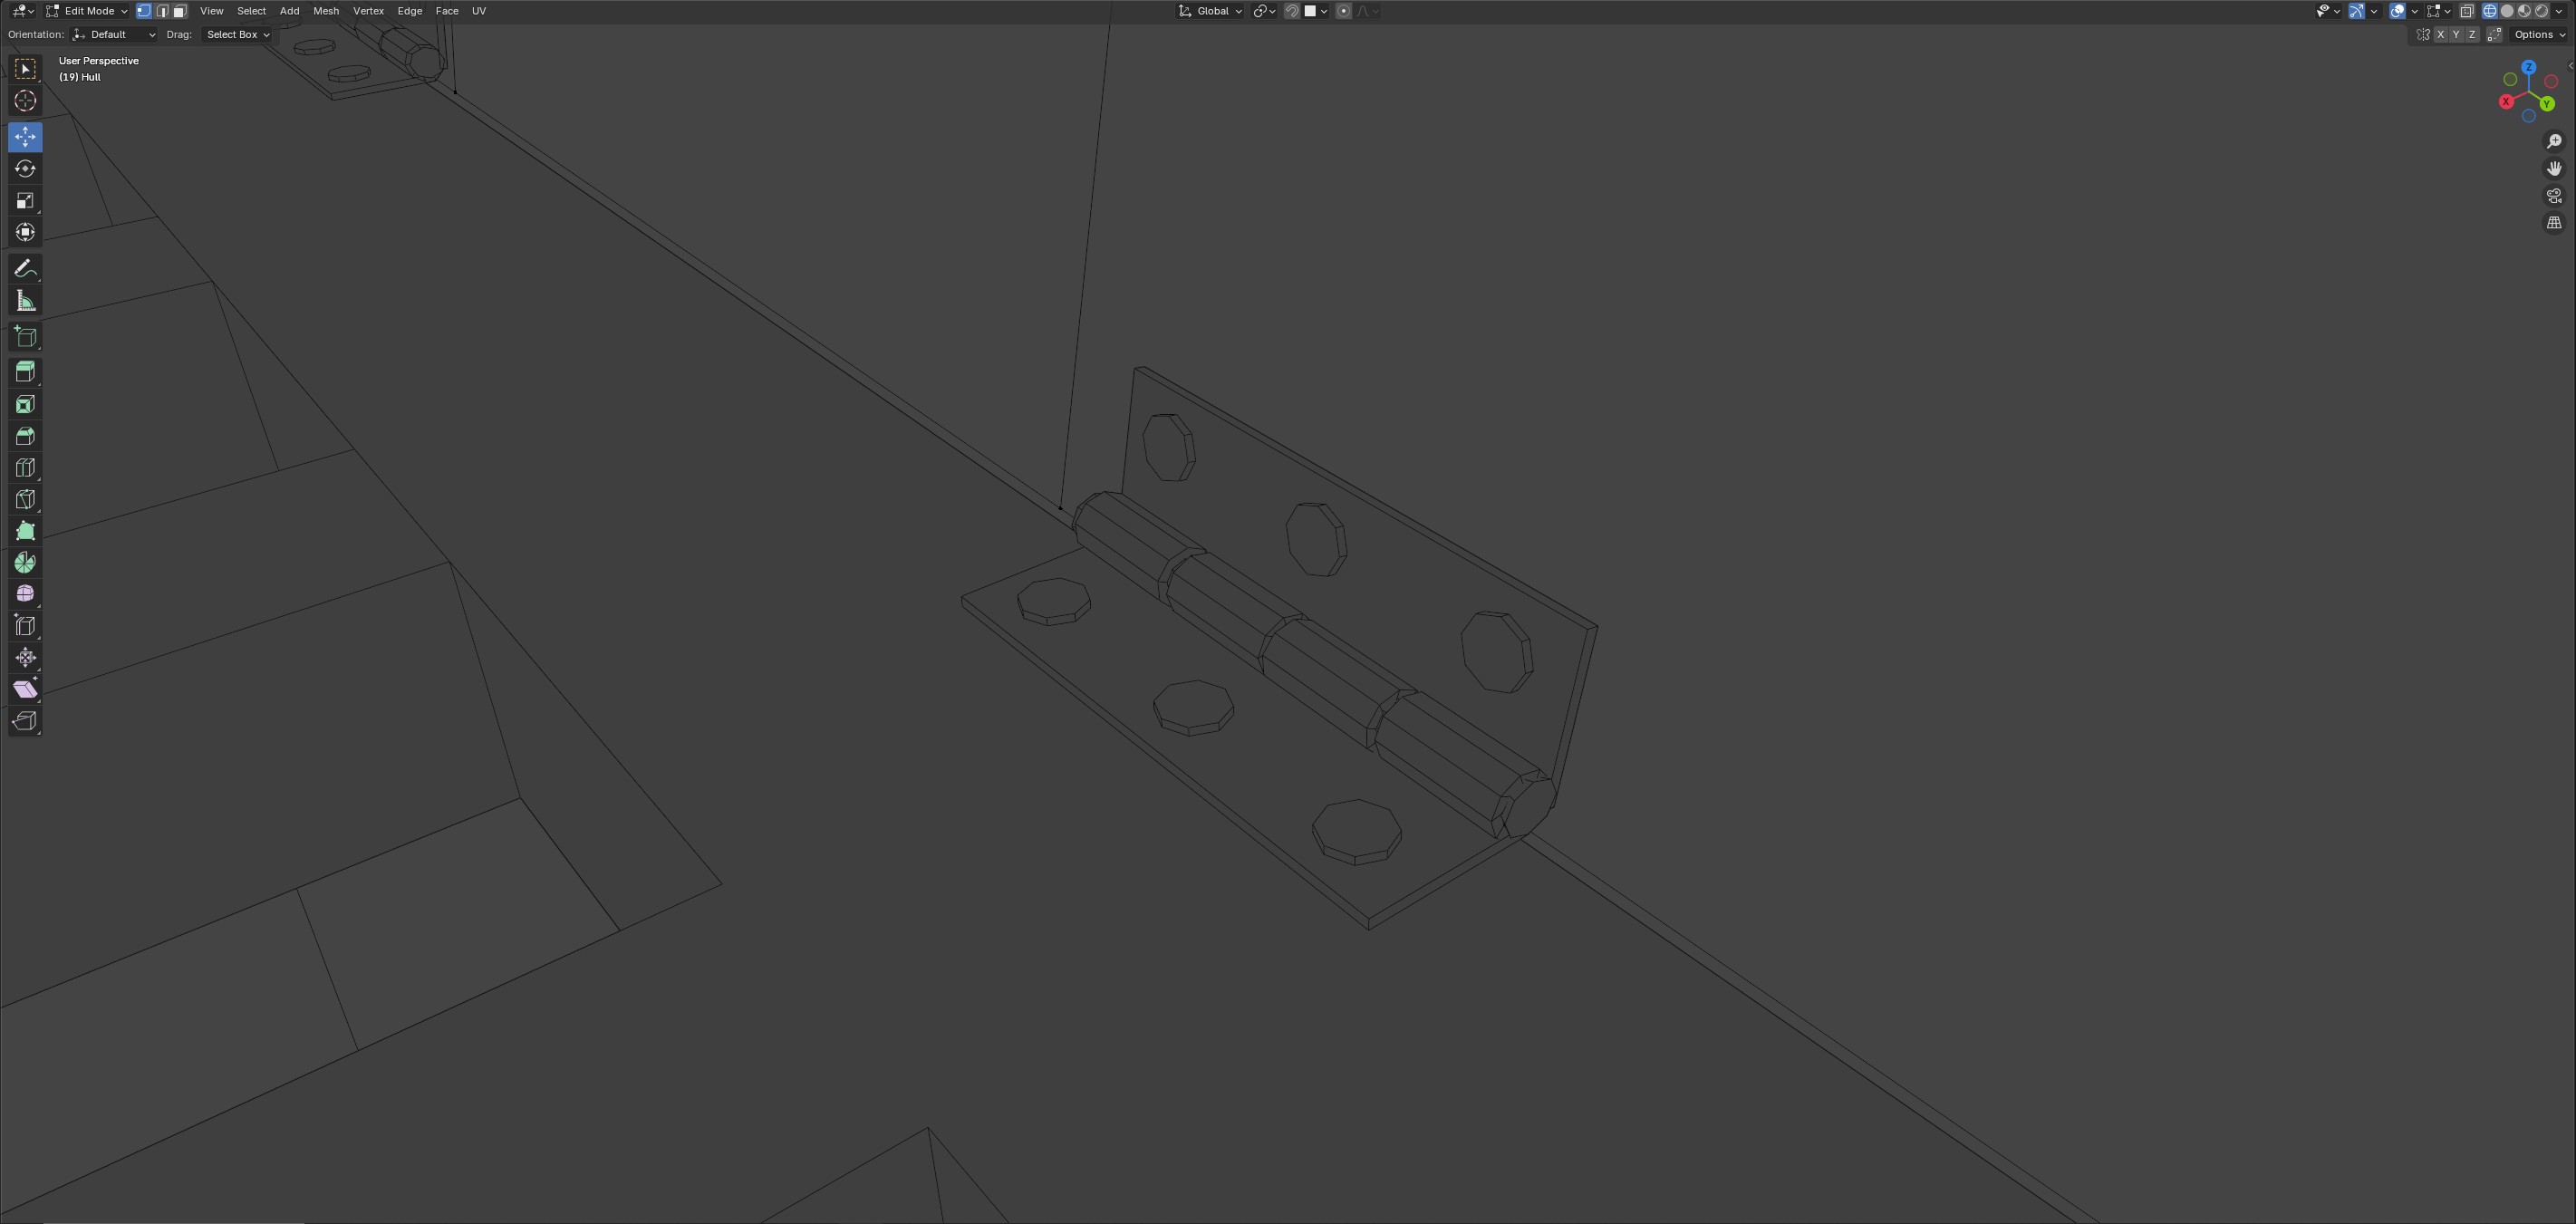 Edit Mode View Select Add Mesh Vertex Edge Face UV Global
Orientation: Default Drag: Select Box X Y Z Options
User Perspective
(19) Hull
Z
X Y